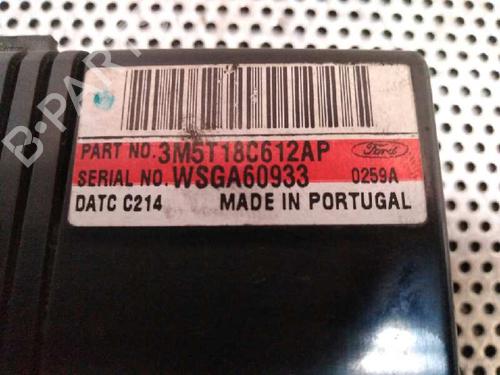 PART NO. 3M5T18C612AP Ford
SERIAL NO. WSGA60933 0259A
DATC C214 MADE IN PORTUGAL
B-PARTS